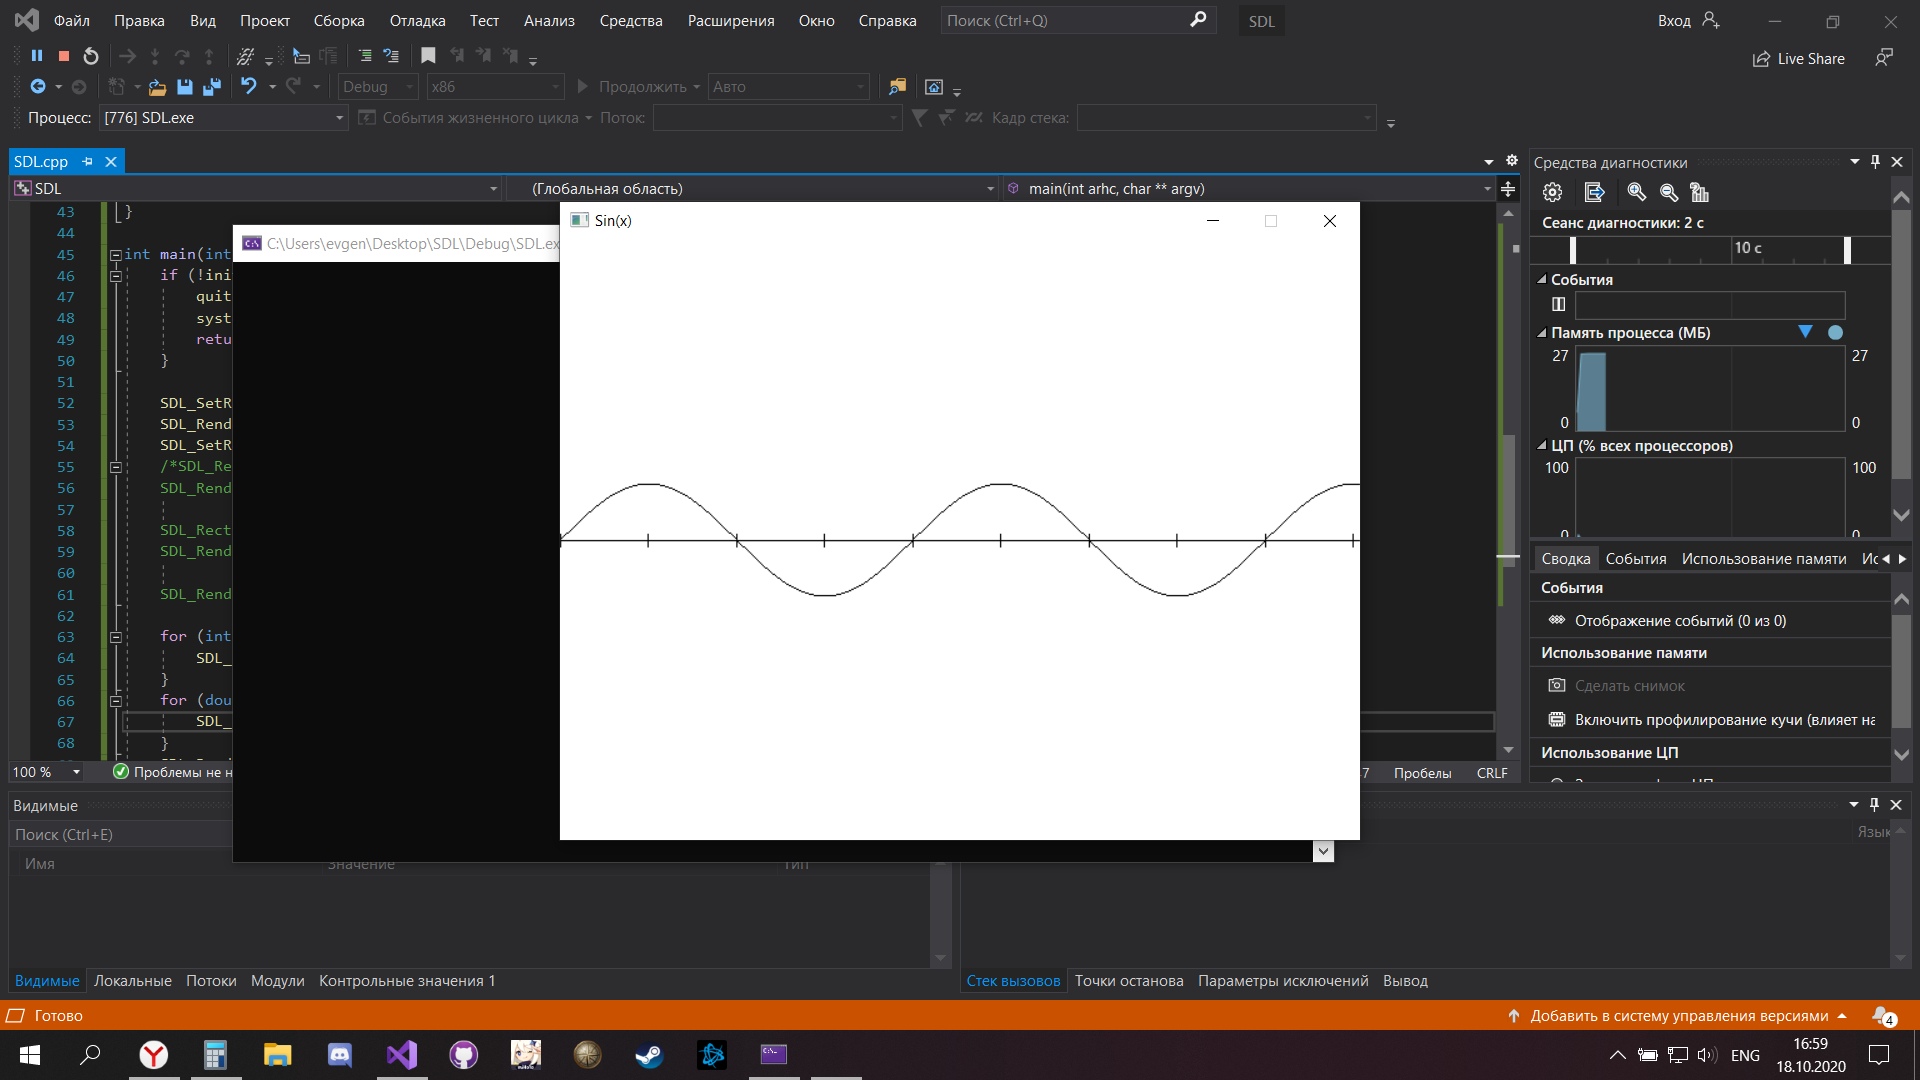 Файл Правка Вид Проект Сборка Отладка Тест Анализ Средства Расширения Окно Справка Поиск (Ctrl+Q) SDL Вход
Live Share
Debug x86 Продолжить Авто
Процесс: [776] SDL.exe События жизненного цикла Поток: Кадр стека:
SDL.cpp
SDL (Глобальная область) main(int arhc, char ** argv)
43 }
44
45 int main(int
46 if (!ini
47 quit
48 syst
49 retu
50 }
51
52 SDL_SetR
53 SDL_Rend
54 SDL_SetR
55 /*SDL_Re
56 SDL_Rend
57
58 SDL_Rect
59 SDL_Rend
60
61 SDL_Rend
62
63 for (int
64 SDL_
65 }
66 for (dou
67 SDL_
68 }
C:\Users\evgen\Desktop\SDL\Debug\SDL.ex
Sin(x)
100 % Проблемы не н
Пробелы CRLF
Средства диагностики
Сеанс диагностики: 2 с
10 с
События
Память процесса (МБ)
27 27
0 0
ЦП (% всех процессоров)
100 100
0 0
Сводка События Использование памяти Ис
События
Отображение событий (0 из 0)
Использование памяти
Сделать снимок
Включить профилирование кучи (влияет на
Использование ЦП
Видимые
Поиск (Ctrl+E)
Имя Значение Тип
Язык
Видимые Локальные Потоки Модули Контрольные значения 1
Стек вызовов Точки останова Параметры исключений Вывод
Готово
Добавить в систему управления версиями 4
ENG 16:59
18.10.2020